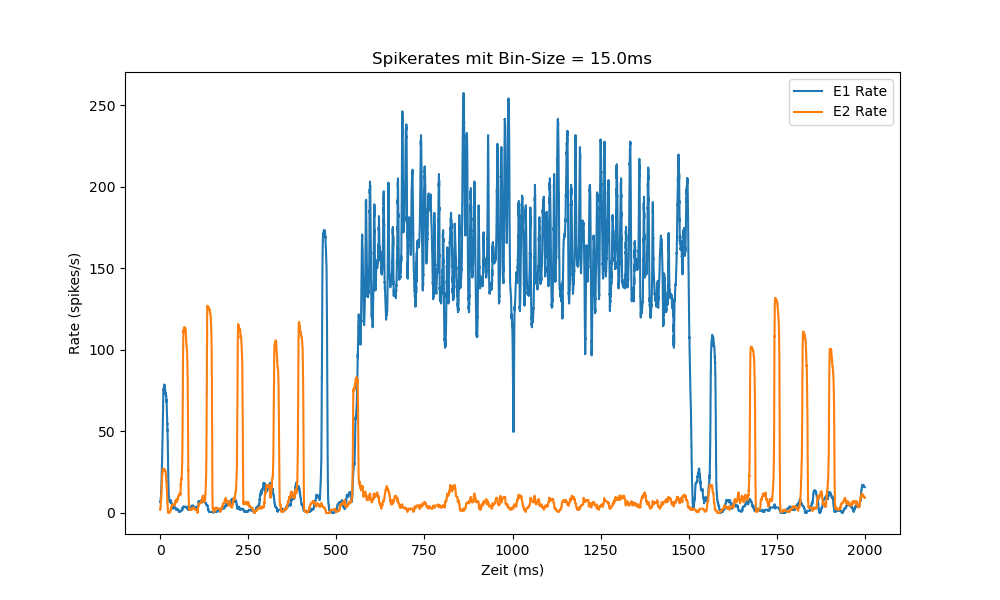 Spikerates mit Bin-Size = 15.0ms
E1 Rate
E2 Rate
Rate (spikes/s)
250
200
150
100
50
0
0 250 500 750 1000 1250 1500 1750 2000
Zeit (ms)